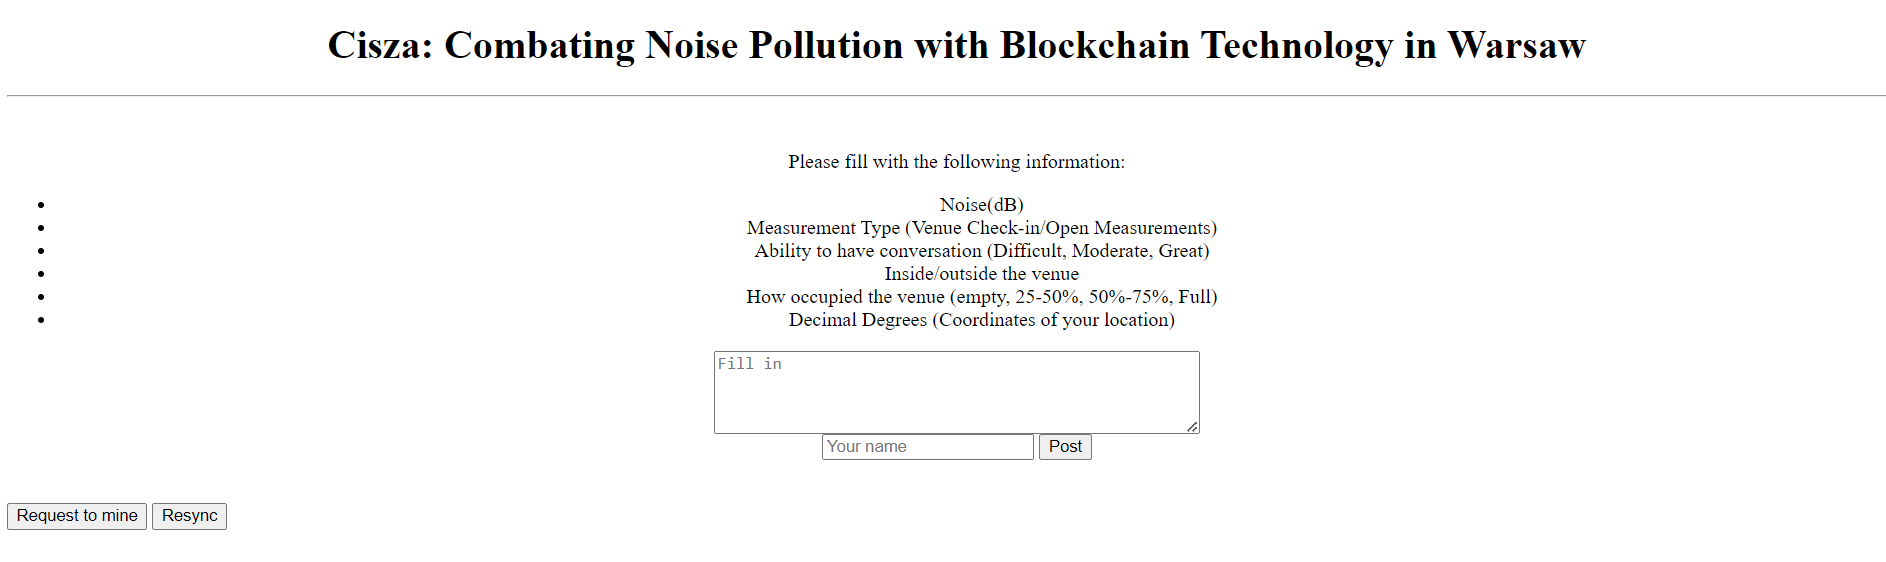 Cisza: Combating Noise Pollution with Blockchain Technology in Warsaw
Please fill with the following information:
Noise(dB)
Measurement Type (Venue Check-in/Open Measurements)
Ability to have conversation (Difficult, Moderate, Great)
Inside/outside the venue
How occupied the venue (empty, 25-50%, 50%-75%, Full)
Decimal Degrees (Coordinates of your location)
Fill in
Your name Post
Request to mine Resync